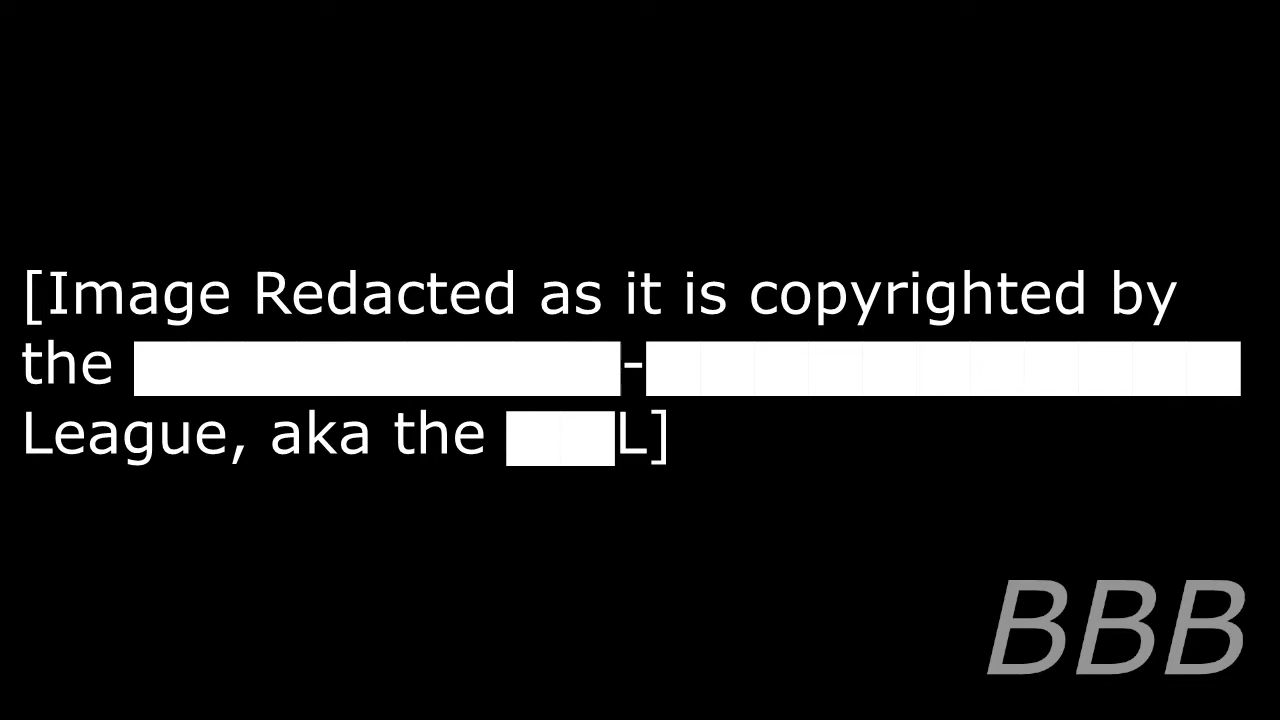 [Image Redacted as it is copyrighted by
the █████████-███████████
League, aka the ██L]
BBB